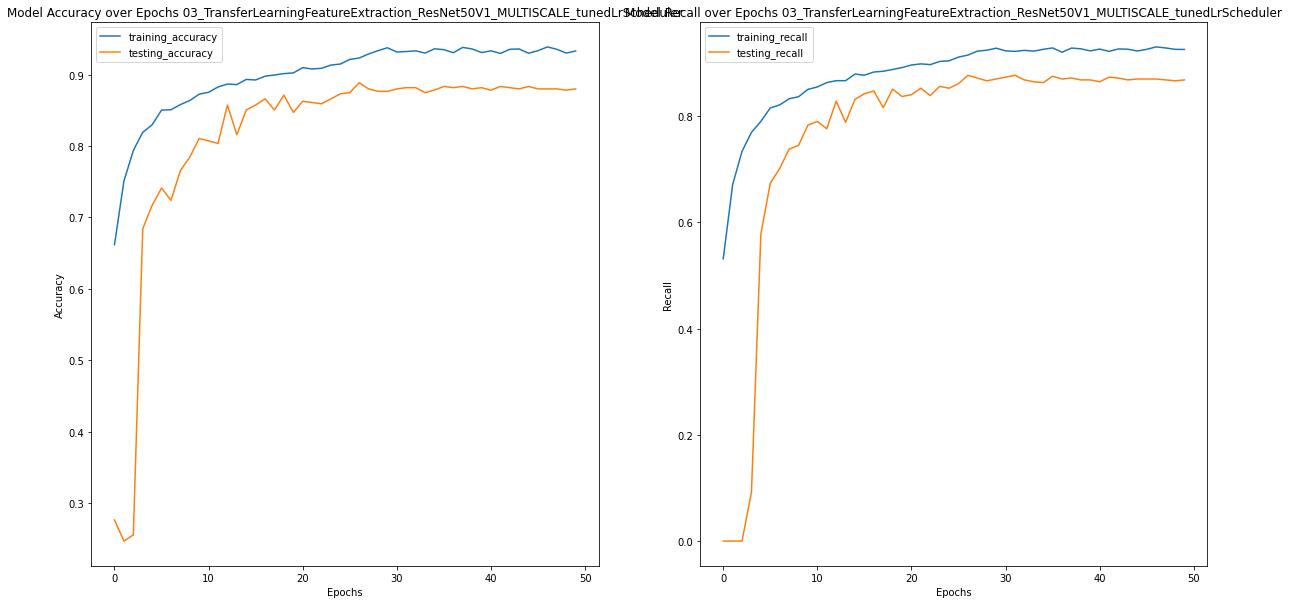 Model Accuracy over Epochs 03_TransferLearningFeatureExtraction_ResNet50V1_MULTISCALE_tunedLrScheduler
Model Recall over Epochs 03_TransferLearningFeatureExtraction_ResNet50V1_MULTISCALE_tunedLrScheduler
training_accuracy
testing_accuracy
0.9
0.8
0.7
0.6
0.5
0.4
0.3
Accuracy
0 10 20 30 40 50
Epochs
training_recall
testing_recall
0.8
0.6
0.4
0.2
0.0
Recall
0 10 20 30 40 50
Epochs